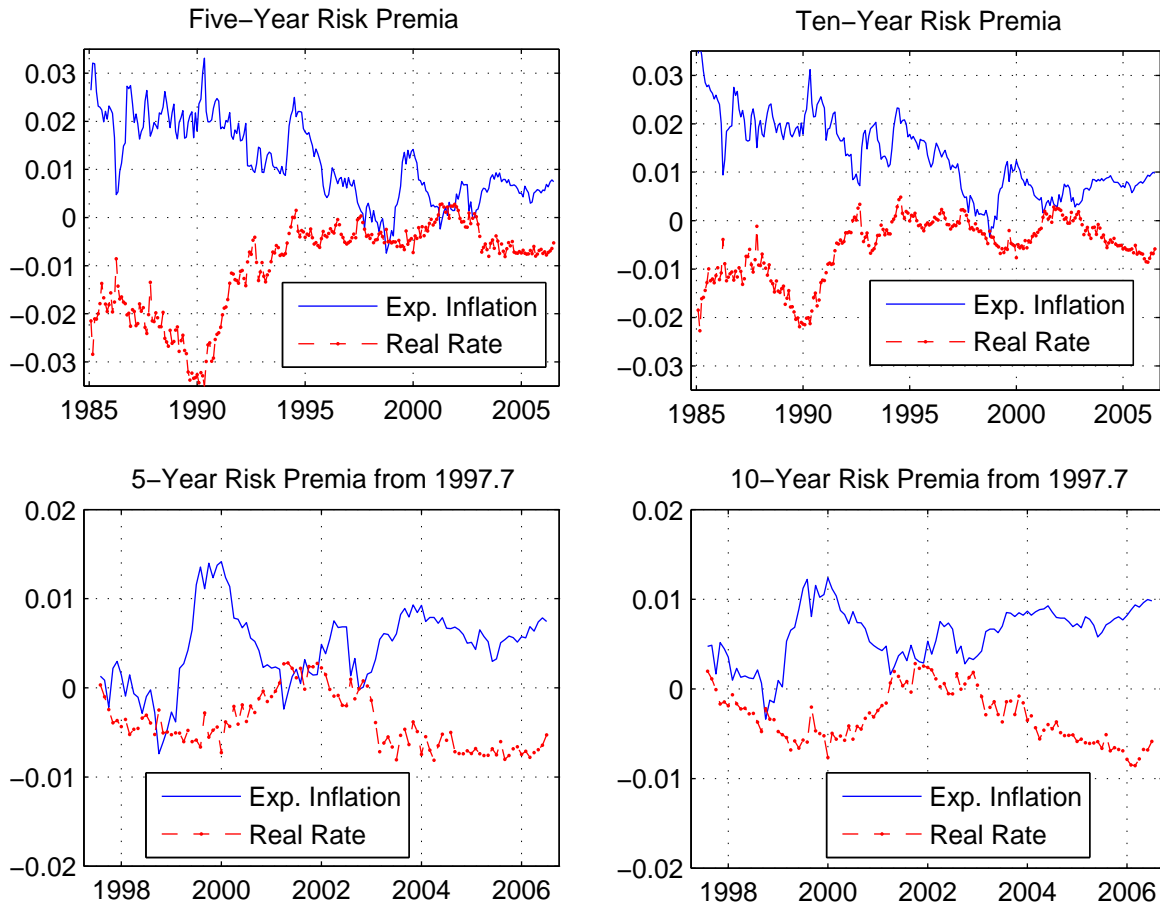 Five−Year Risk Premia
0.03
0.02
0.01
0
−0.01
−0.02
−0.03
1985 1990 1995 2000 2005
Exp. Inflation
Real Rate
Ten−Year Risk Premia
0.03
0.02
0.01
0
−0.01
−0.02
−0.03
1985 1990 1995 2000 2005
Exp. Inflation
Real Rate
5−Year Risk Premia from 1997.7
0.02
0.01
0
−0.01
−0.02
1998 2000 2002 2004 2006
Exp. Inflation
Real Rate
10−Year Risk Premia from 1997.7
0.02
0.01
0
−0.01
−0.02
1998 2000 2002 2004 2006
Exp. Inflation
Real Rate